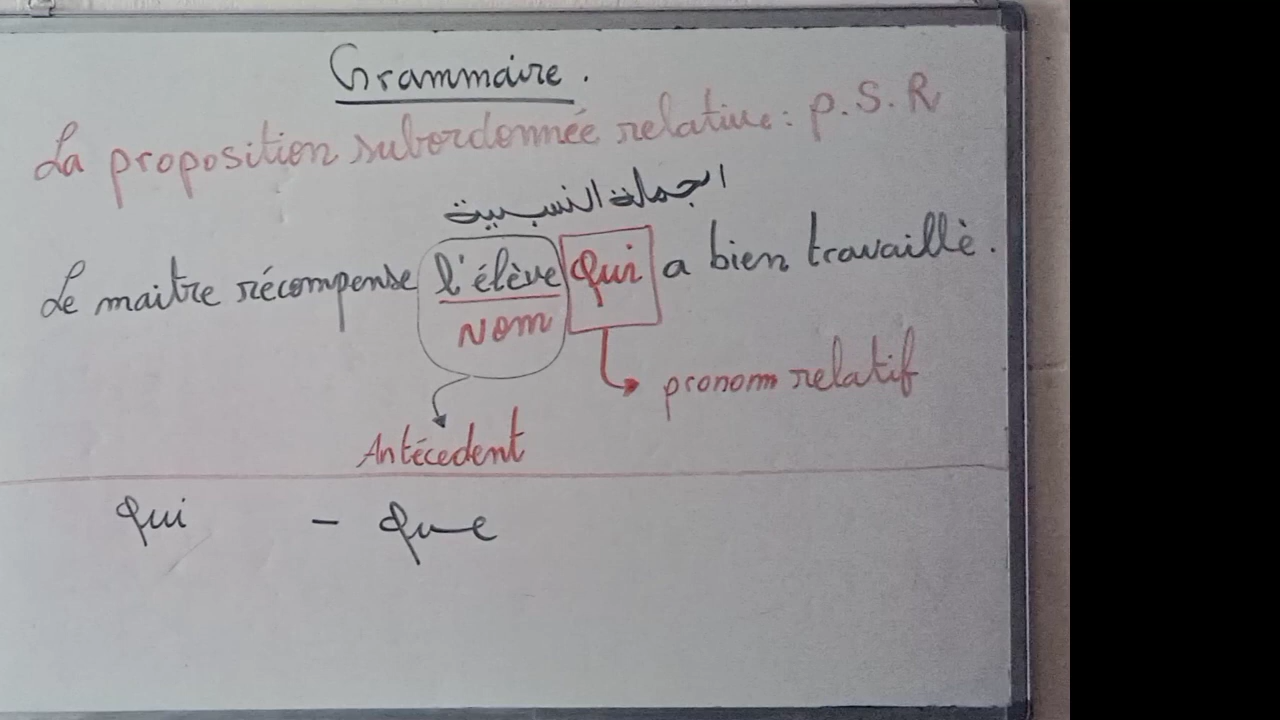 Grammaire.
La proposition subordonnée relative : P.S.R
الجملة النسبية
Le maitre récompense l'élève qui a bien travaillè.
Nom
pronom relatif
Antécedent
qui - que